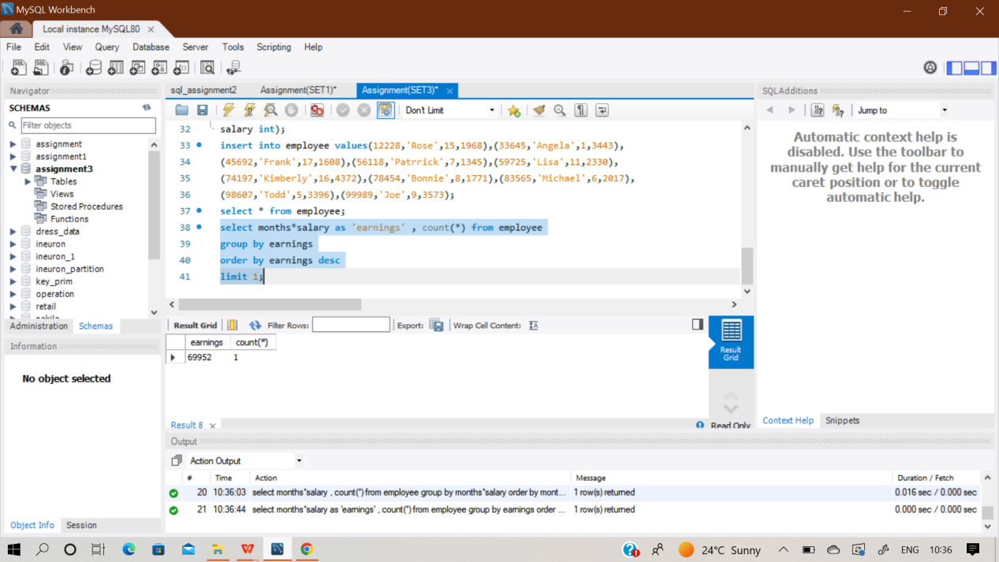 MySQL Workbench
Local instance MySQL80
File Edit View Query Database Server Tools Scripting Help
Navigator
SCHEMAS
Filter objects
assignment
assignment1
assignment3
Tables
Views
Stored Procedures
Functions
dress_data
ineuron
ineuron_1
ineuron_partition
key_prim
operation
retail
Administration Schemas
Information
No object selected
Object Info Session
sql_assignment2 Assignment(SET1)* Assignment(SET3)*
Don't Limit
32 salary int);
33 insert into employee values(12228,'Rose',15,1968),(33645,'Angela',1,3443),
34 (45692,'Frank',17,1608),(56118,'Patrrick',7,1345),(59725,'Lisa',11,2330),
35 (74197,'Kimberly',16,4372),(78454,'Bonnie',8,1771),(83565,'Michael',6,2017),
36 (98607,'Todd',5,3396),(99989,'Joe',9,3573);
37 select * from employee;
38 select months*salary as 'earnings' , count(*) from employee
39 group by earnings
40 order by earnings desc
41 limit 1;
Result Grid Filter Rows: Export: Wrap Cell Content:
earnings count(*)
69952 1
Result Grid
Result 8
Read Only
SQLAdditions
Jump to
Automatic context help is
disabled. Use the toolbar to
manually get help for the current
caret position or to toggle
automatic help.
Context Help Snippets
Output
Action Output
# Time Action Message Duration / Fetch
20 10:36:03 select months*salary , count(*) from employee group by months*salary order by mont... 1 row(s) returned 0.016 sec / 0.000 sec
21 10:36:44 select months*salary as 'earnings' , count(*) from employee group by earnings order ... 1 row(s) returned 0.000 sec / 0.000 sec
24°C Sunny
ENG 10:36